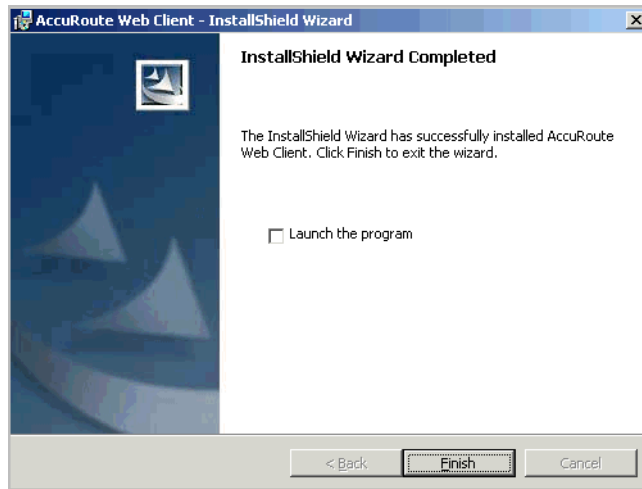 AccuRoute Web Client - InstallShield Wizard
InstallShield Wizard Completed
The InstallShield Wizard has successfully installed AccuRoute
Web Client. Click Finish to exit the wizard.
Launch the program
< Back Finish Cancel